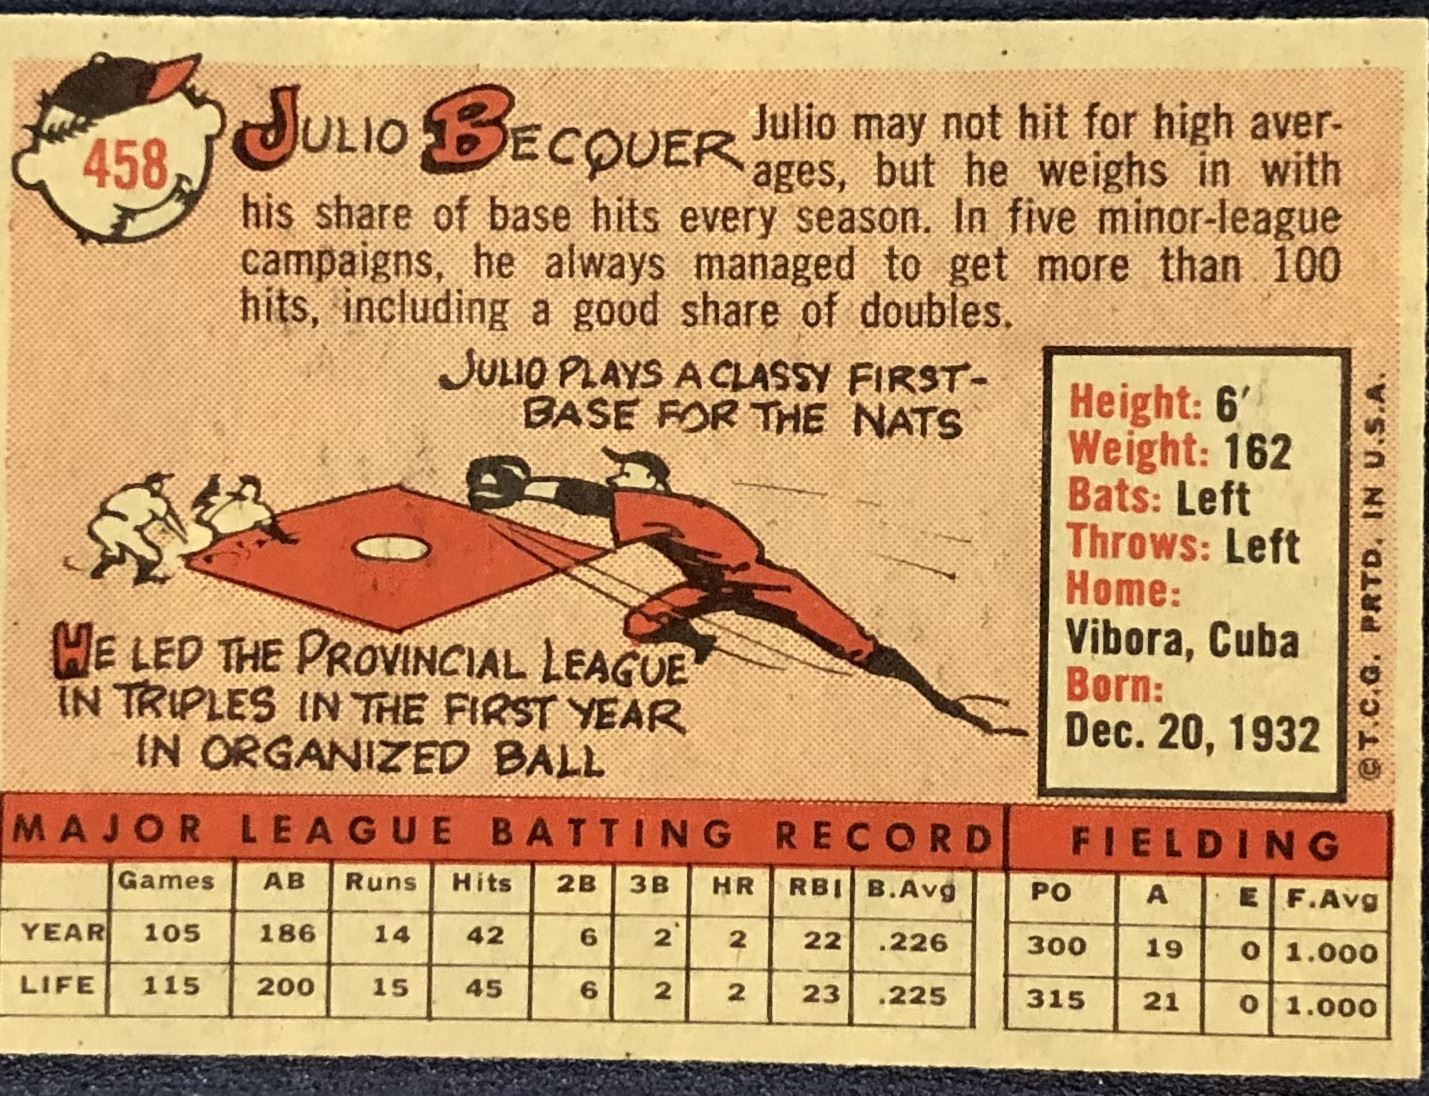 458
JULIO BECQUER
Julio may not hit for high aver-
ages, but he weighs in with
his share of base hits every season. In five minor-league
campaigns, he always managed to get more than 100
hits, including a good share of doubles.
JULIO PLAYS A CLASSY FIRST-
BASE FOR THE NATS
HE LED THE PROVINCIAL LEAGUE
IN TRIPLES IN THE FIRST YEAR
IN ORGANIZED BALL
Height: 6'
Weight: 162
Bats: Left
Throws: Left
Home:
Vibora, Cuba
Born:
Dec. 20, 1932
© T.C.G. PRTD. IN U.S.A.
MAJOR LEAGUE BATTING RECORD FIELDING
Games AB Runs Hits 2B 3B HR RBI B.Avg PO A E F.Avg
YEAR 105 186 14 42 6 2 2 22 .226 300 19 0 1.000
LIFE 115 200 15 45 6 2 2 23 .225 315 21 0 1.000